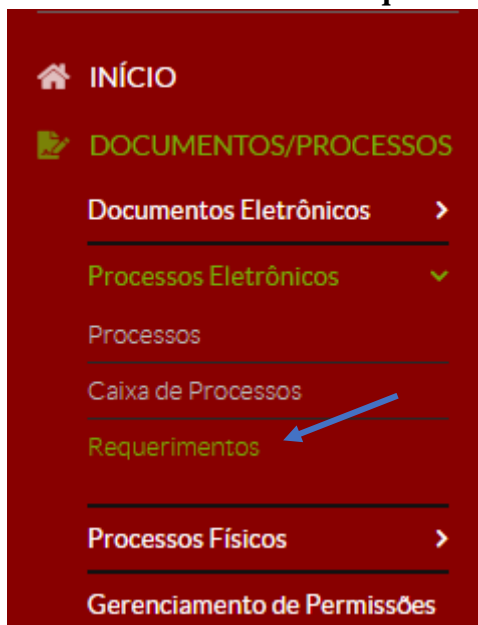 INÍCIO
DOCUMENTOS/PROCESSOS
Documentos Eletrônicos
Processos Eletrônicos
Processos
Caixa de Processos
Requerimentos
Processos Físicos
Gerenciamento de Permissões